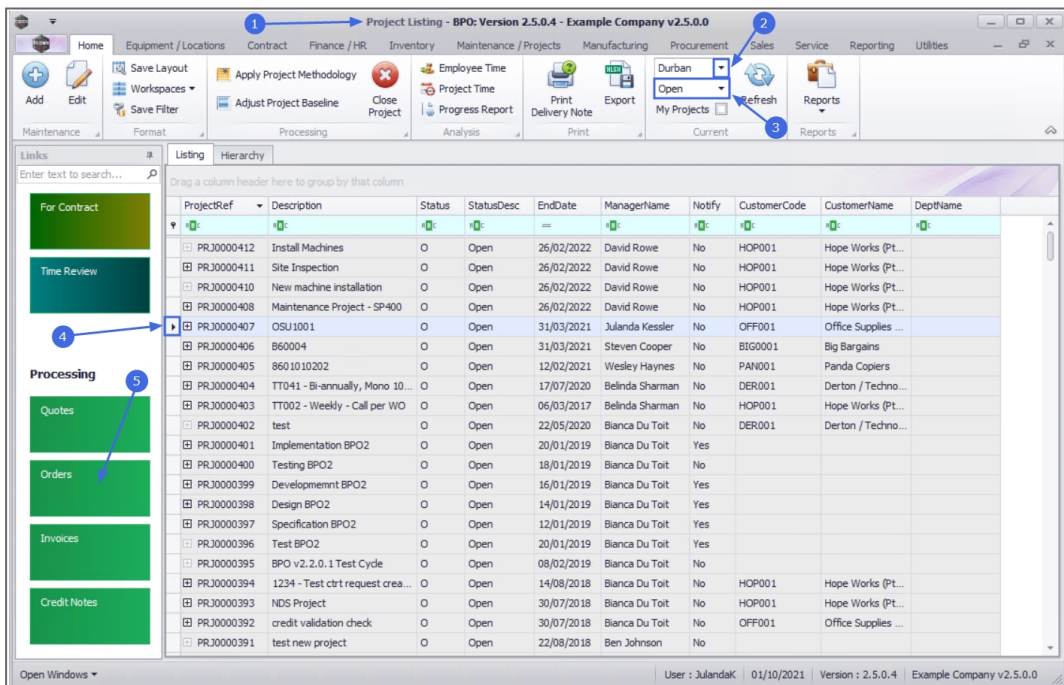 1 Project Listing - BPO: Version 2.5.0.4 - Example Company v2.5.0.0 2
Home Equipment / Locations Contract Finance / HR Inventory Maintenance / Projects Manufacturing Procurement Sales Service Reporting Utilities
Add Edit Save Layout Workspaces Save Filter
Maintenance Format
Apply Project Methodology Adjust Project Baseline Close Project
Processing
Employee Time Project Time Progress Report
Analysis
Print Delivery Note Export
Print
Durban Open My Projects Refresh
Current
Reports
Reports
3
Links
Enter text to search...
For Contract
Time Review
4
Processing
5
Quotes
Orders
Invoices
Credit Notes
Listing Hierarchy
Drag a column header here to group by that column
ProjectRef Description Status StatusDesc EndDate ManagerName Notify CustomerCode CustomerName DeptName
PRJ0000412 Install Machines O Open 26/02/2022 David Rowe No HOP001 Hope Works (Pt...
PRJ0000411 Site Inspection O Open 26/02/2022 David Rowe No HOP001 Hope Works (Pt...
PRJ0000410 New machine installation O Open 26/02/2022 David Rowe No HOP001 Hope Works (Pt...
PRJ0000408 Maintenance Project - SP400 O Open 26/02/2022 David Rowe No HOP001 Hope Works (Pt...
PRJ0000407 OSU1001 O Open 31/03/2021 Julanda Kessler No OFF001 Office Supplies ...
PRJ0000406 B60004 O Open 31/03/2021 Steven Cooper No BIG0001 Big Bargains
PRJ0000405 8601010202 O Open 12/02/2021 Wesley Haynes No PAN001 Panda Copiers
PRJ0000404 TT041 - Bi-annually, Mono 10... O Open 17/07/2020 Belinda Sharman No DER001 Derton / Techno...
PRJ0000403 TT002 - Weekly - Call per WO O Open 06/03/2017 Belinda Sharman No HOP001 Hope Works (Pt...
PRJ0000402 test O Open 22/05/2020 Bianca Du Toit No DER001 Derton / Techno...
PRJ0000401 Implementation BPO2 O Open 20/01/2019 Bianca Du Toit Yes
PRJ0000400 Testing BPO2 O Open 18/01/2019 Bianca Du Toit No
PRJ0000399 Developmemnt BPO2 O Open 16/01/2019 Bianca Du Toit Yes
PRJ0000398 Design BPO2 O Open 14/01/2019 Bianca Du Toit Yes
PRJ0000397 Specification BPO2 O Open 12/01/2019 Bianca Du Toit Yes
PRJ0000396 Test BPO2 O Open 20/01/2019 Bianca Du Toit Yes
PRJ0000395 BPO v2.2.0.1 Test Cycle O Open 08/02/2019 Bianca Du Toit No
PRJ0000394 1234 - Test ctrt request crea... O Open 14/08/2018 Bianca Du Toit No HOP001 Hope Works (Pt...
PRJ0000393 NDS Project O Open 30/07/2018 Bianca Du Toit No HOP001 Hope Works (Pt...
PRJ0000392 credit validation check O Open 30/07/2018 Bianca Du Toit No OFF001 Office Supplies ...
PRJ0000391 test new project O Open 22/08/2018 Ben Johnson No
Open Windows User : JulandaK 01/10/2021 Version : 2.5.0.4 Example Company v2.5.0.0